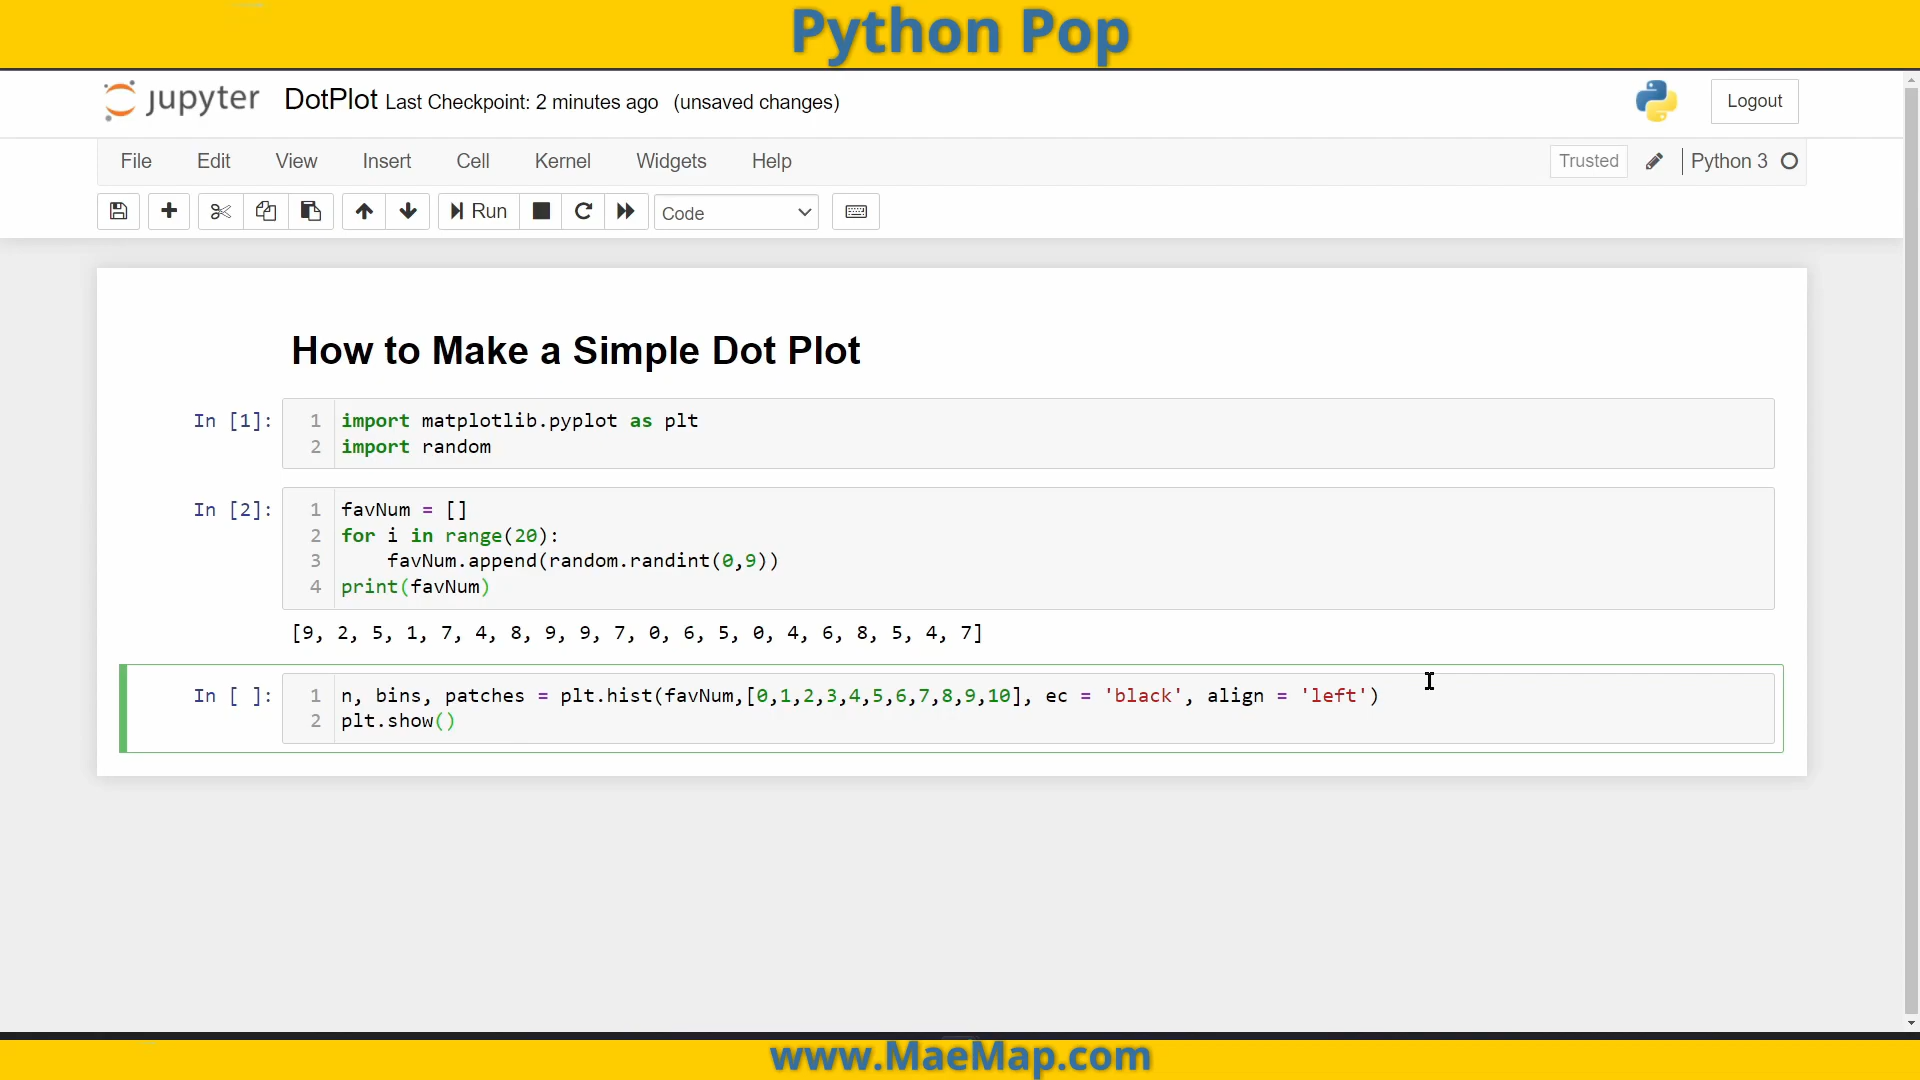 Python Pop
jupyter DotPlot Last Checkpoint: 2 minutes ago (unsaved changes) Logout
File Edit View Insert Cell Kernel Widgets Help Trusted Python 3
Run Code
How to Make a Simple Dot Plot
In [1]: 1 import matplotlib.pyplot as plt
2 import random
In [2]: 1 favNum = []
2 for i in range(20):
3     favNum.append(random.randint(0,9))
4 print(favNum)
[9, 2, 5, 1, 7, 4, 8, 9, 9, 7, 0, 6, 5, 0, 4, 6, 8, 5, 4, 7]
In [ ]: 1 n, bins, patches = plt.hist(favNum,[0,1,2,3,4,5,6,7,8,9,10], ec = 'black', align = 'left')
2 plt.show()
www.MaeMap.com